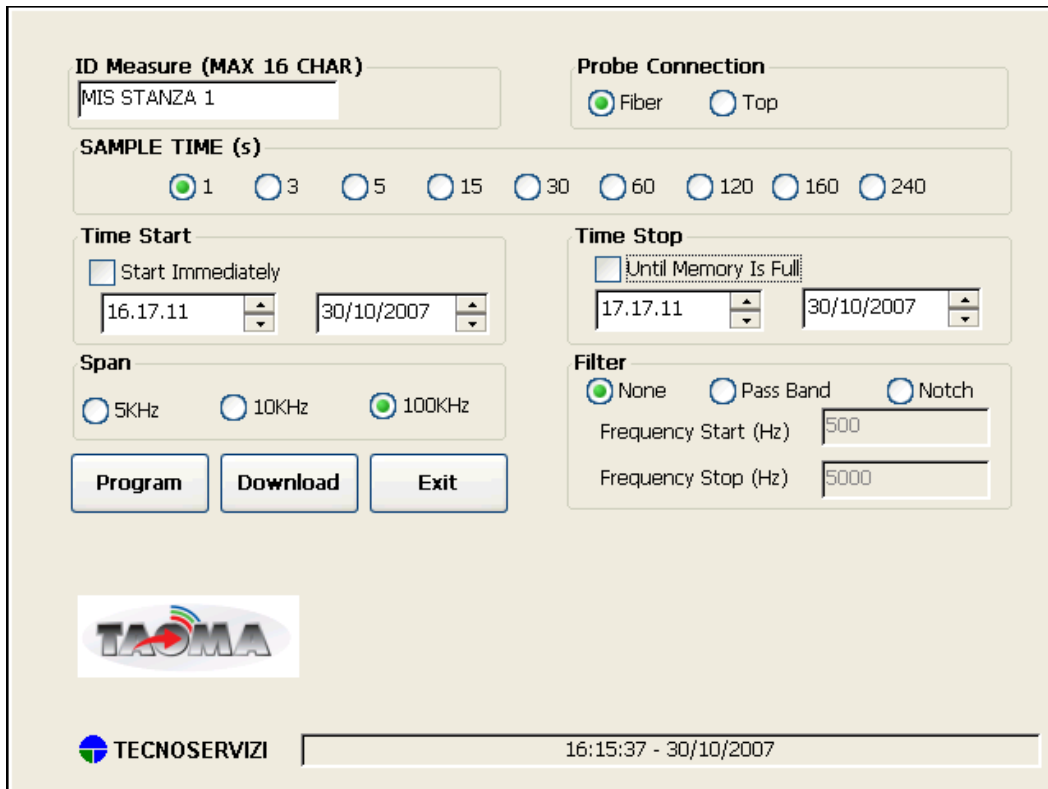 ID Measure (MAX 16 CHAR)
MIS STANZA 1
Probe Connection
Fiber Top
SAMPLE TIME (s)
1 3 5 15 30 60 120 160 240
Time Start
Start Immediately
16.17.11 30/10/2007
Time Stop
Until Memory Is Full
17.17.11 30/10/2007
Span
5KHz 10KHz 100KHz
Filter
None Pass Band Notch
Frequency Start (Hz) 500
Frequency Stop (Hz) 5000
Program Download Exit
TAOMA
TECNOSERVIZI 16:15:37 - 30/10/2007